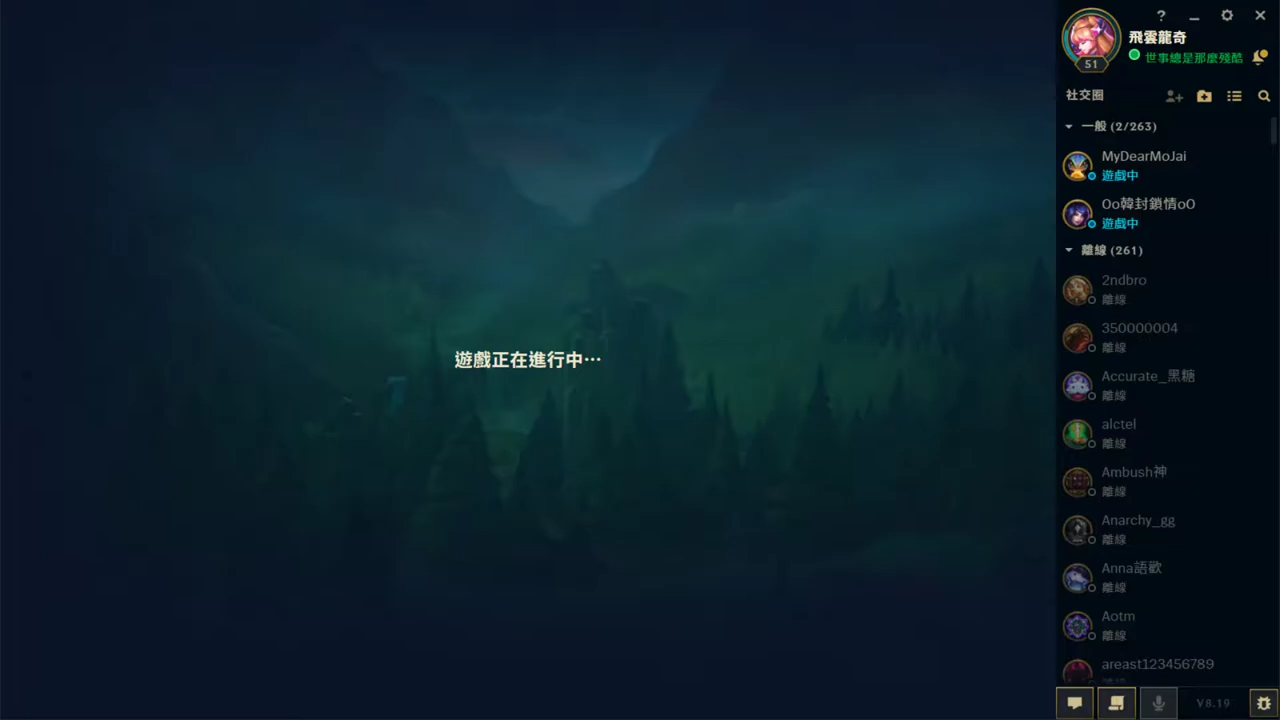 ?
飛雲龍奇
世事總是那麼殘酷
51
社交圈
一般 (2/263)
MyDearMoJai
遊戲中
Oo韓封鎖情oO
遊戲中
離線 (261)
2ndbro
離線
350000004
離線
Accurate_黑糖
離線
alctel
離線
Ambush神
離線
Anarchy_gg
離線
Anna語歡
離線
Aotm
離線
areast123456789
離線
遊戲正在進行中…
V8.19